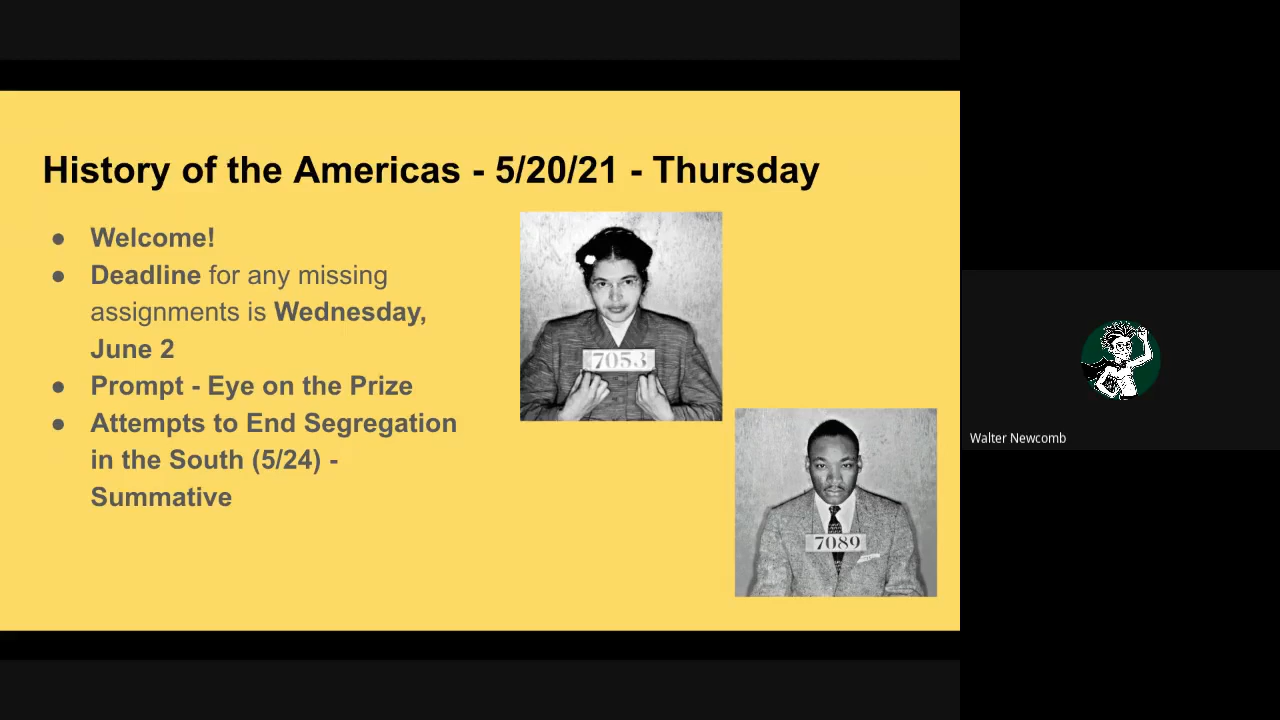 History of the Americas - 5/20/21 - Thursday
● Welcome!
● Deadline for any missing
assignments is Wednesday,
June 2
● Prompt - Eye on the Prize
● Attempts to End Segregation
in the South (5/24) -
Summative
7053
7089
Walter Newcomb